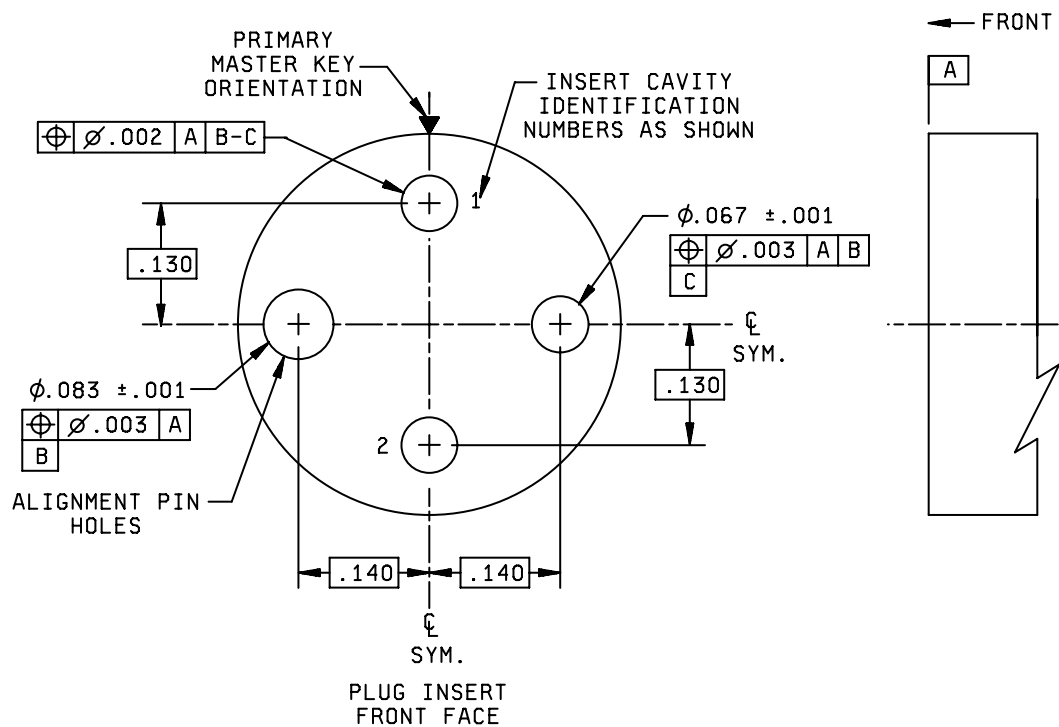 FRONT
A
PRIMARY
MASTER KEY
ORIENTATION
INSERT CAVITY
IDENTIFICATION
NUMBERS AS SHOWN
⌖ ⌀.002 A B-C
1
⌀.067 ±.001
⌖ ⌀.003 A B
C
.130
℄
SYM.
.130
⌀.083 ±.001
⌖ ⌀.003 A
B
2
ALIGNMENT PIN
HOLES
.140
.140
℄
SYM.
PLUG INSERT
FRONT FACE